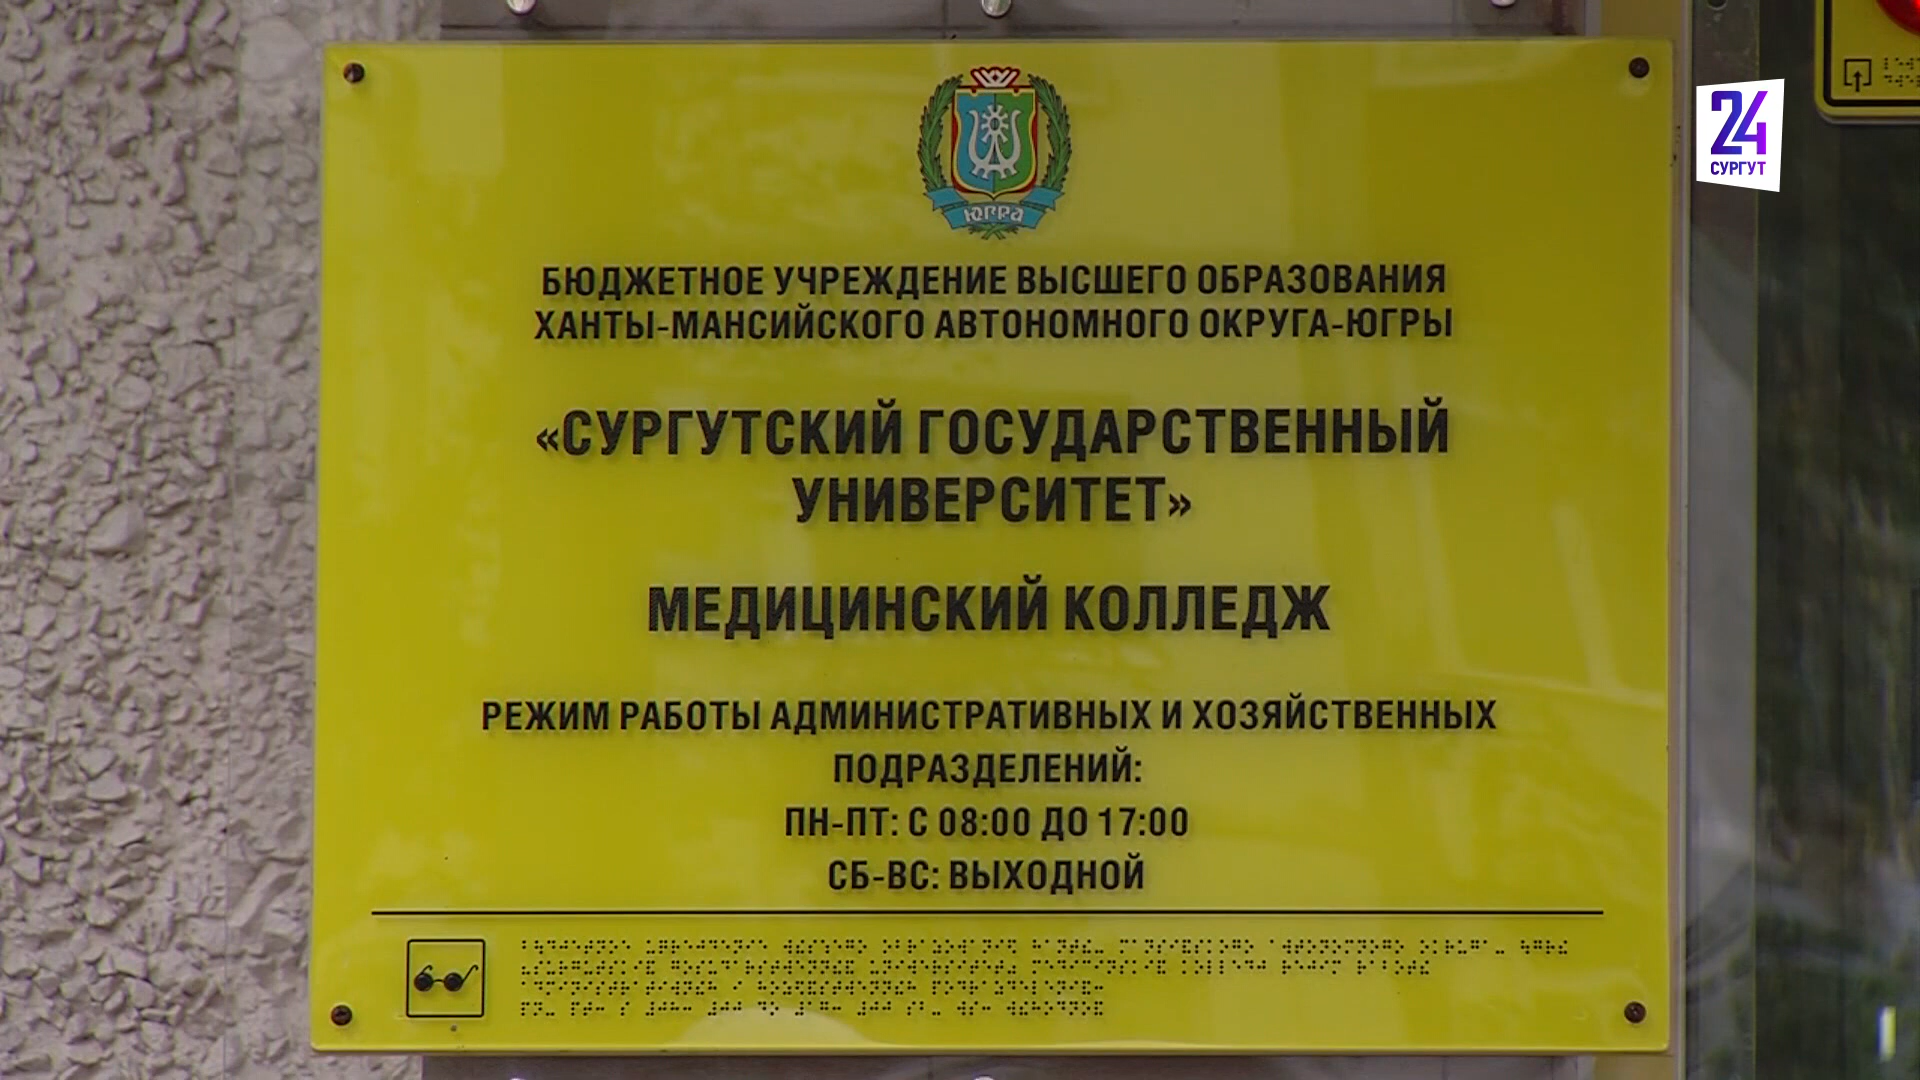 24
СУРГУТ
ЮГРА
БЮДЖЕТНОЕ УЧРЕЖДЕНИЕ ВЫСШЕГО ОБРАЗОВАНИЯ
ХАНТЫ-МАНСИЙСКОГО АВТОНОМНОГО ОКРУГА-ЮГРЫ
«СУРГУТСКИЙ ГОСУДАРСТВЕННЫЙ
УНИВЕРСИТЕТ»
МЕДИЦИНСКИЙ КОЛЛЕДЖ
РЕЖИМ РАБОТЫ АДМИНИСТРАТИВНЫХ И ХОЗЯЙСТВЕННЫХ
ПОДРАЗДЕЛЕНИЙ:
ПН-ПТ: С 08:00 ДО 17:00
СБ-ВС: ВЫХОДНОЙ